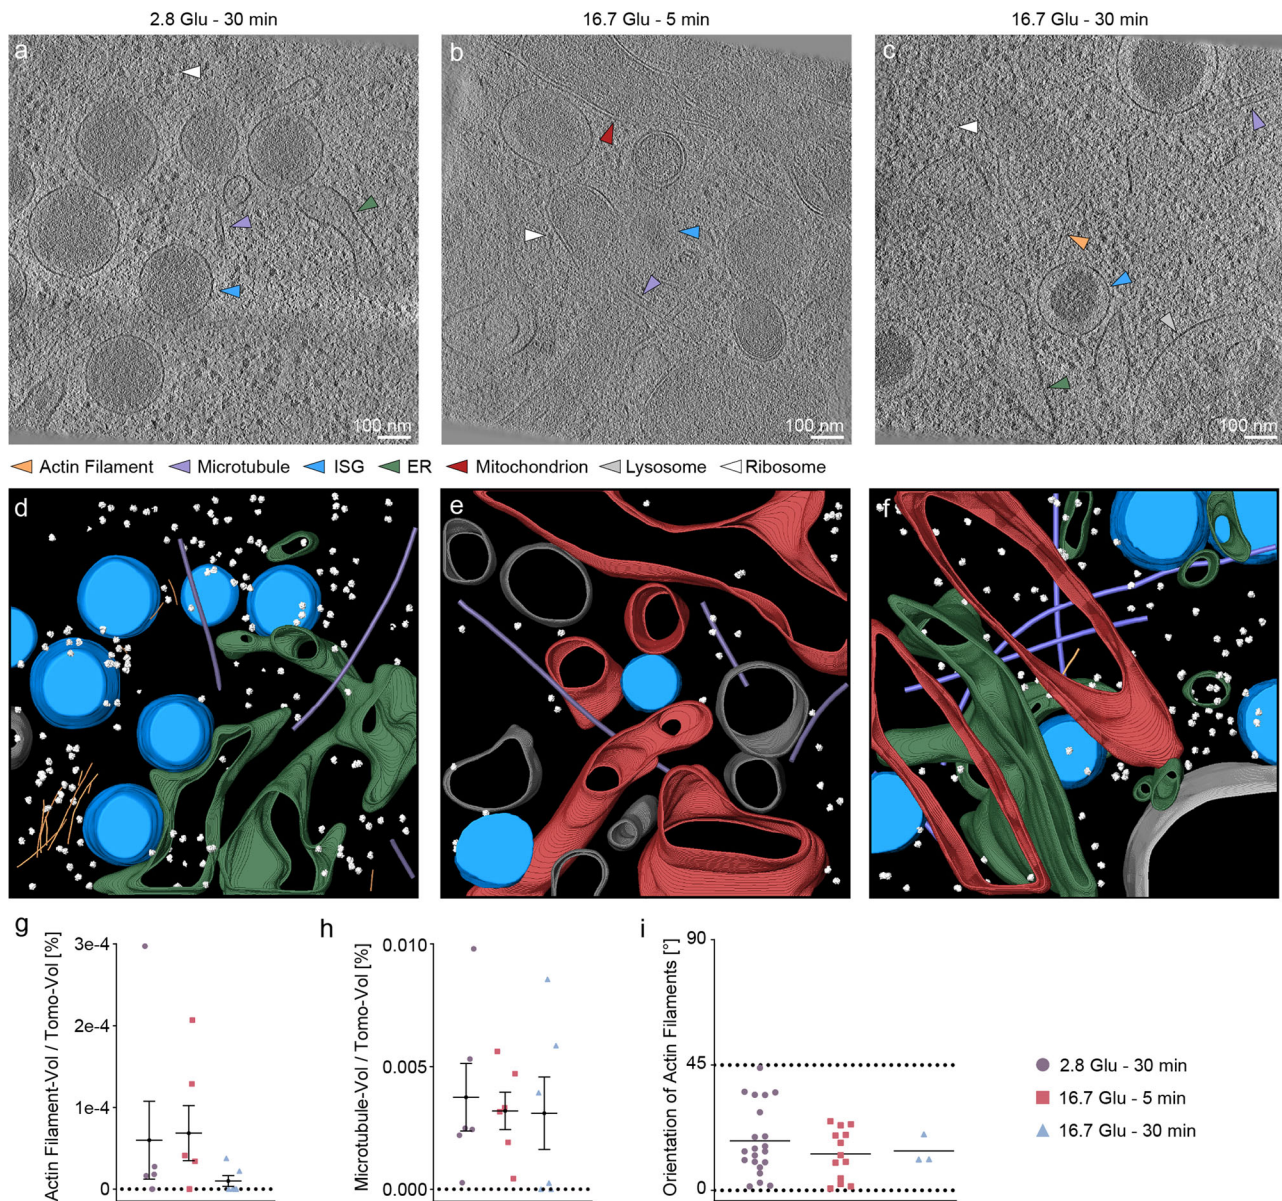 2.8 Glu - 30 min
16.7 Glu - 5 min
16.7 Glu - 30 min
a
b
c
100 nm
100 nm
100 nm
Actin Filament
Microtubule
ISG
ER
Mitochondrion
Lysosome
Ribosome
d
e
f
g
Actin Filament-Vol / Tomo-Vol [%]
3e-4
2e-4
1e-4
0
h
Microtubule-Vol / Tomo-Vol [%]
0.010
0.005
0.000
i
Orientation of Actin Filaments [°]
90
45
0
2.8 Glu - 30 min
16.7 Glu - 5 min
16.7 Glu - 30 min